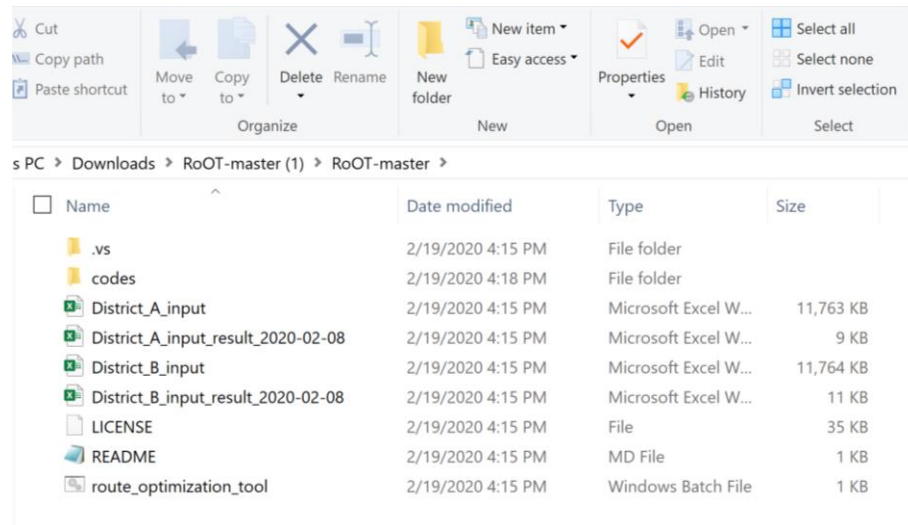 Cut
Copy path
Paste shortcut
Move to
Copy to
Delete
Rename
Organize
New folder
New item
Easy access
New
Properties
Open
Edit
History
Open
Select all
Select none
Invert selection
Select
s PC > Downloads > RoOT-master (1) > RoOT-master >
Name Date modified Type Size
.vs 2/19/2020 4:15 PM File folder
codes 2/19/2020 4:18 PM File folder
District_A_input 2/19/2020 4:15 PM Microsoft Excel W... 11,763 KB
District_A_input_result_2020-02-08 2/19/2020 4:15 PM Microsoft Excel W... 9 KB
District_B_input 2/19/2020 4:15 PM Microsoft Excel W... 11,764 KB
District_B_input_result_2020-02-08 2/19/2020 4:15 PM Microsoft Excel W... 11 KB
LICENSE 2/19/2020 4:15 PM File 35 KB
README 2/19/2020 4:15 PM MD File 1 KB
route_optimization_tool 2/19/2020 4:15 PM Windows Batch File 1 KB